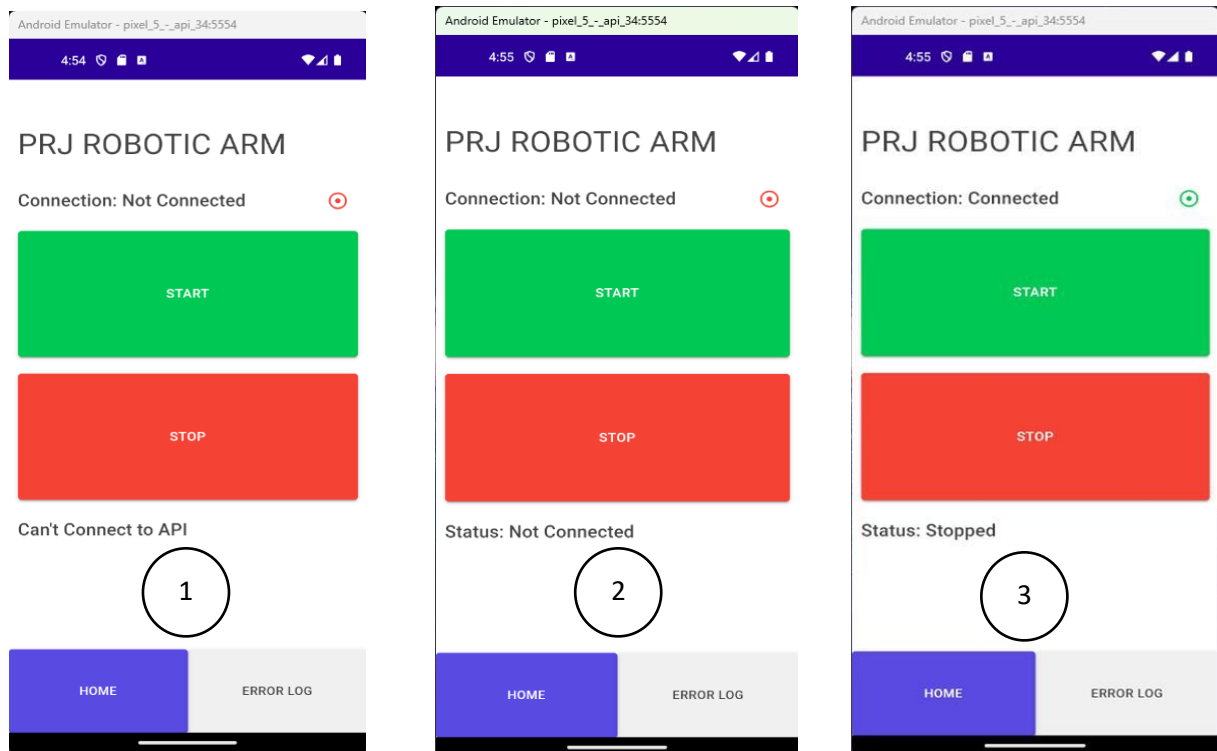 Android Emulator - pixel_5_-_api_34:5554
4:54
PRJ ROBOTIC ARM
Connection: Not Connected
START
STOP
Can't Connect to API
1
HOME
ERROR LOG
Android Emulator - pixel_5_-_api_34:5554
4:55
PRJ ROBOTIC ARM
Connection: Not Connected
START
STOP
Status: Not Connected
2
HOME
ERROR LOG
Android Emulator - pixel_5_-_api_34:5554
4:55
PRJ ROBOTIC ARM
Connection: Connected
START
STOP
Status: Stopped
3
HOME
ERROR LOG